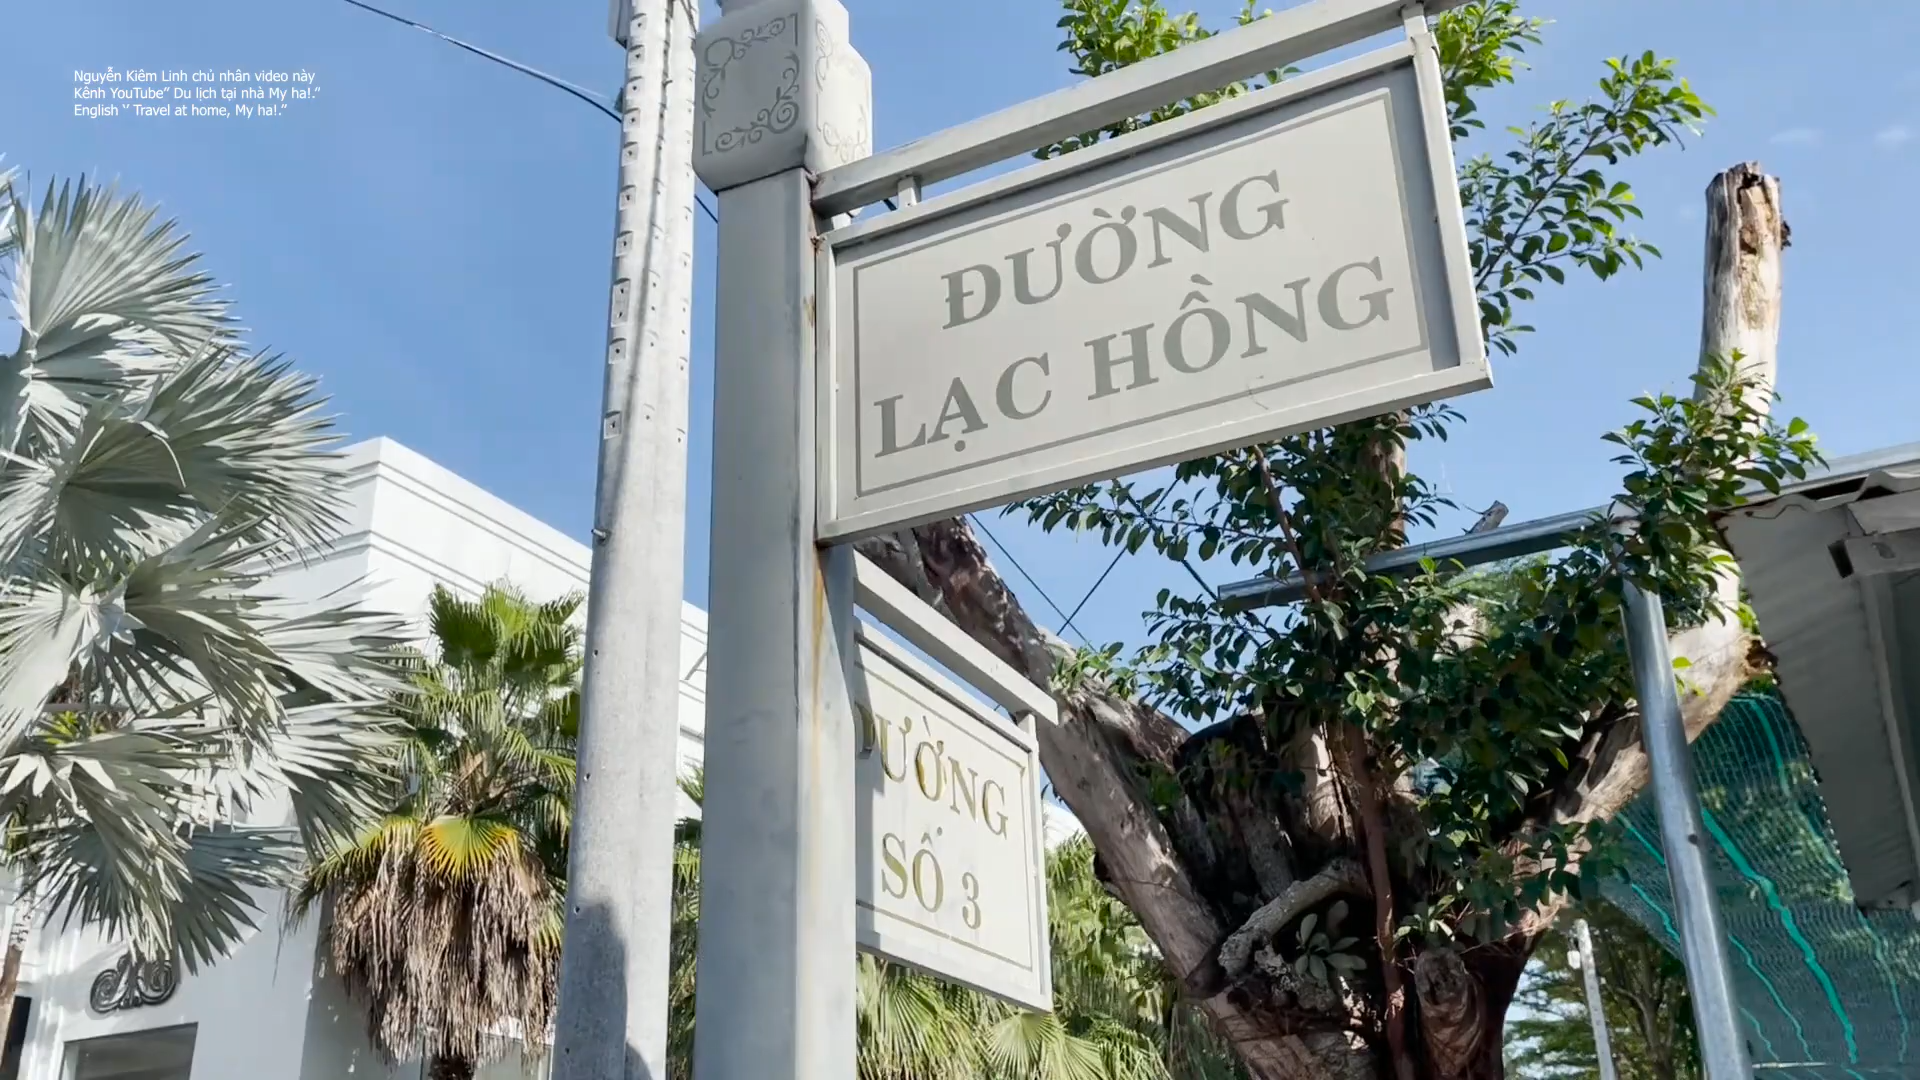 Nguyễn Kiêm Linh chủ nhân video này
Kênh YouTube” Du lịch tại nhà My ha!.”
English “ Travel at home, My ha!.”
ĐƯỜNG
LẠC HỒNG
ĐƯỜNG
SỐ 3